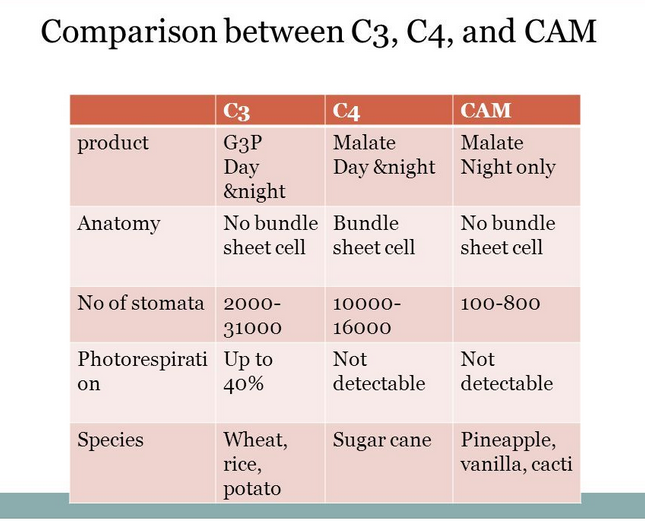 Comparison between C3, C4, and CAM
C3 C4 CAM
product G3P Malate Malate
Day Day &night Night only
&night
Anatomy No bundle Bundle No bundle
sheet cell sheet cell sheet cell
No of stomata 2000- 10000- 100-800
31000 16000
Photorespirati Up to Not Not
on 40% detectable detectable
Species Wheat, Sugar cane Pineapple,
rice, vanilla, cacti
potato